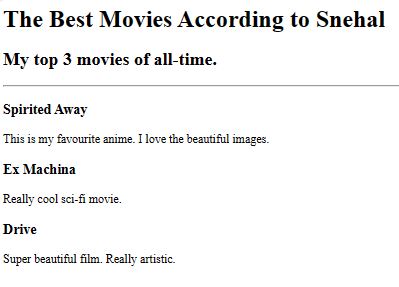 The Best Movies According to Snehal
My top 3 movies of all-time.
Spirited Away
This is my favourite anime. I love the beautiful images.
Ex Machina
Really cool sci-fi movie.
Drive
Super beautiful film. Really artistic.